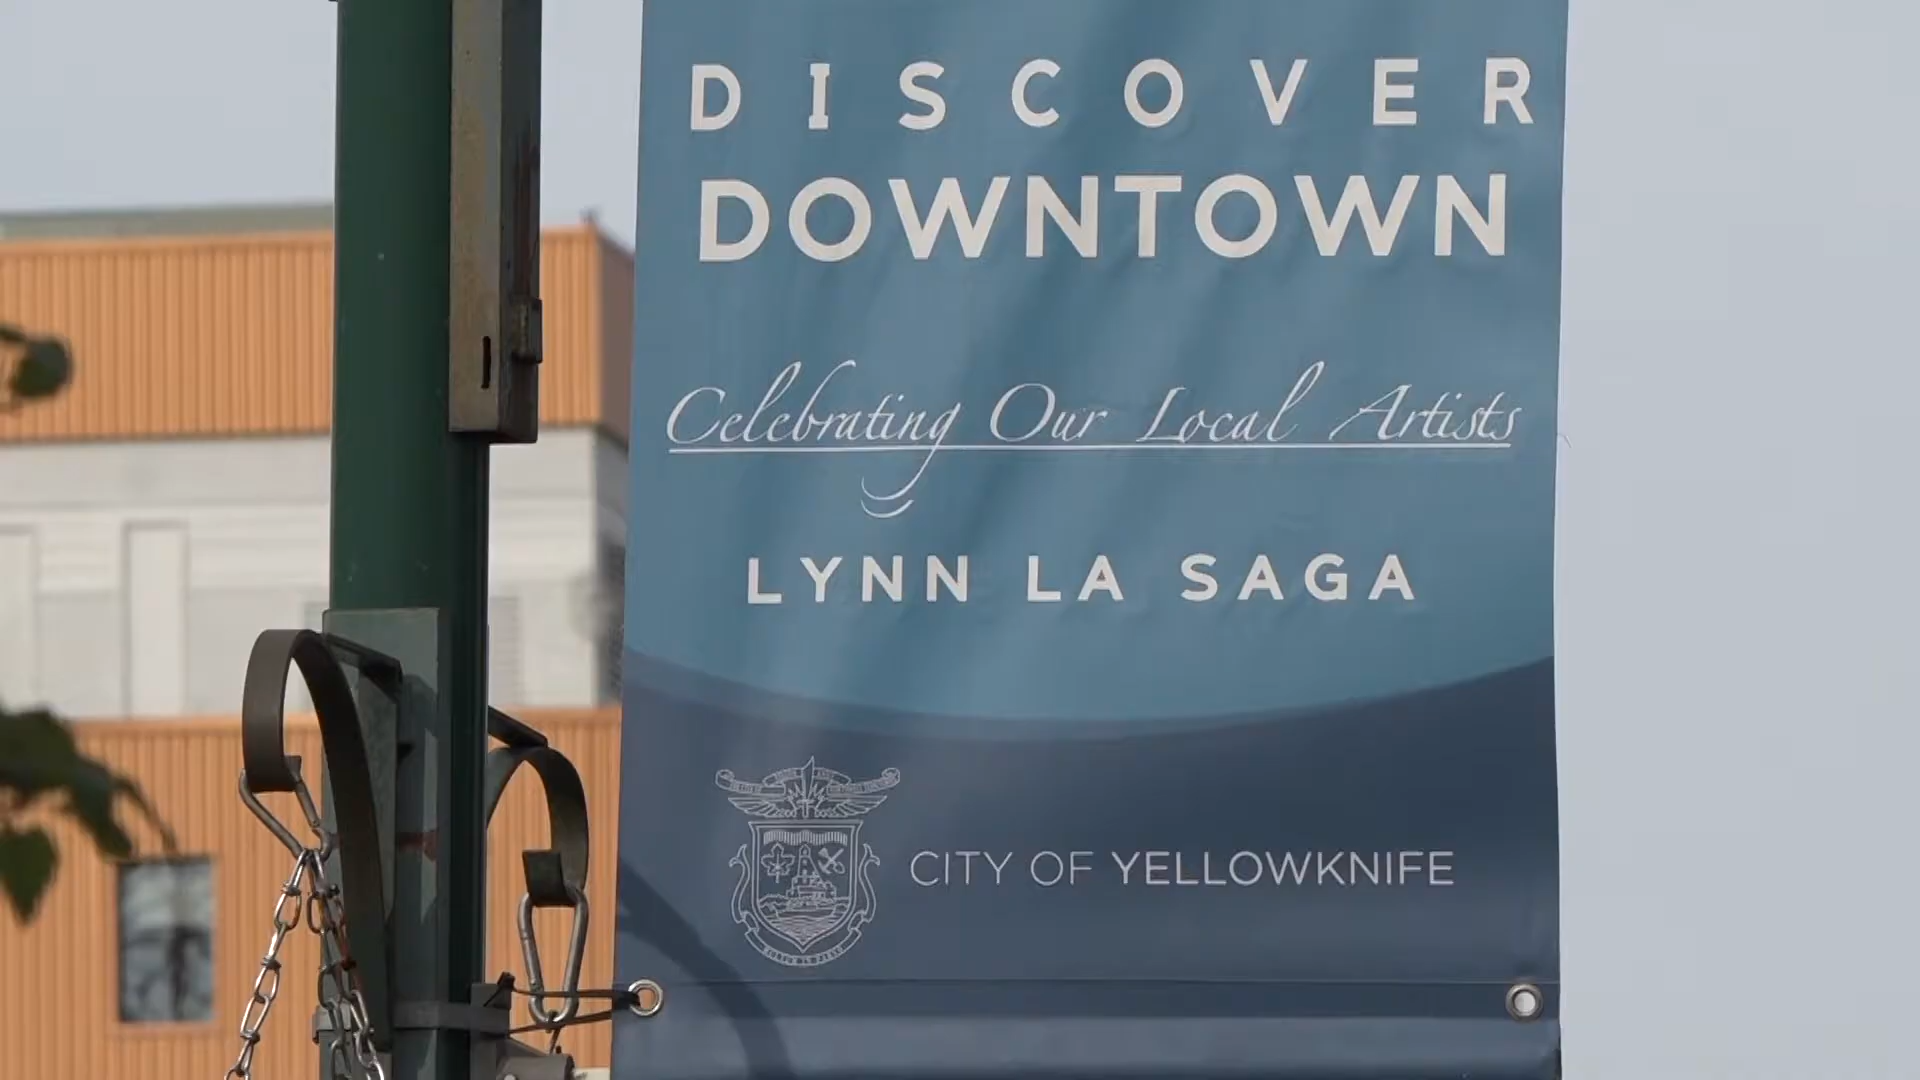 DISCOVER
DOWNTOWN
Celebrating Our Local Artists
LYNN LA SAGA
CITY OF YELLOWKNIFE